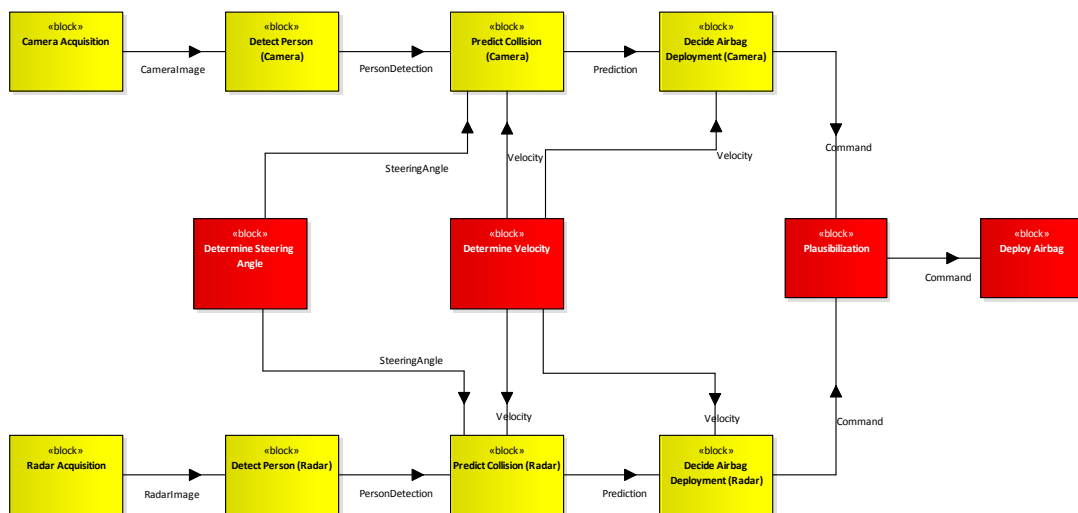 «block»
Camera Acquisition
«block»
Detect Person
(Camera)
«block»
Predict Collision
(Camera)
«block»
Decide Airbag
Deployment (Camera)
CameraImage
PersonDetection
Prediction
Command
SteeringAngle
Velocity
Velocity
«block»
Determine Steering
Angle
«block»
Determine Velocity
«block»
Plausibilization
«block»
Deploy Airbag
Command
SteeringAngle
Velocity
Velocity
Command
«block»
Radar Acquisition
«block»
Detect Person (Radar)
«block»
Predict Collision (Radar)
«block»
Decide Airbag
Deployment (Radar)
RadarImage
PersonDetection
Prediction